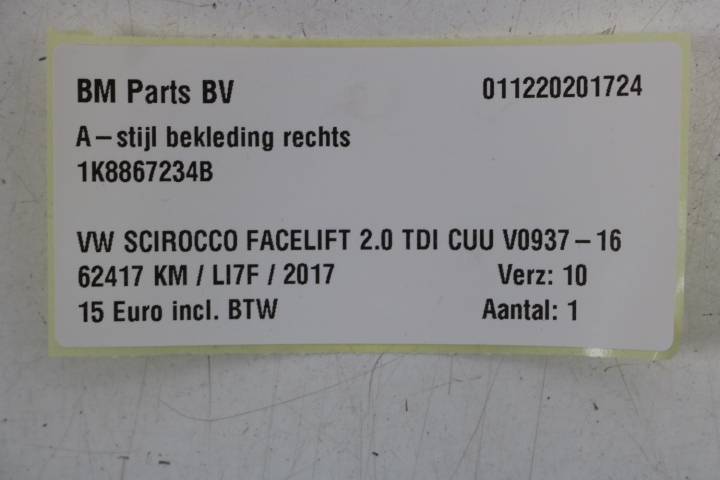 BM Parts BV 011220201724
A-stijl bekleding rechts
1K8867234B
VW SCIROCCO FACELIFT 2.0 TDI CUU V0937-16
62417 KM / LI7F / 2017 Verz: 10
15 Euro incl. BTW Aantal: 1